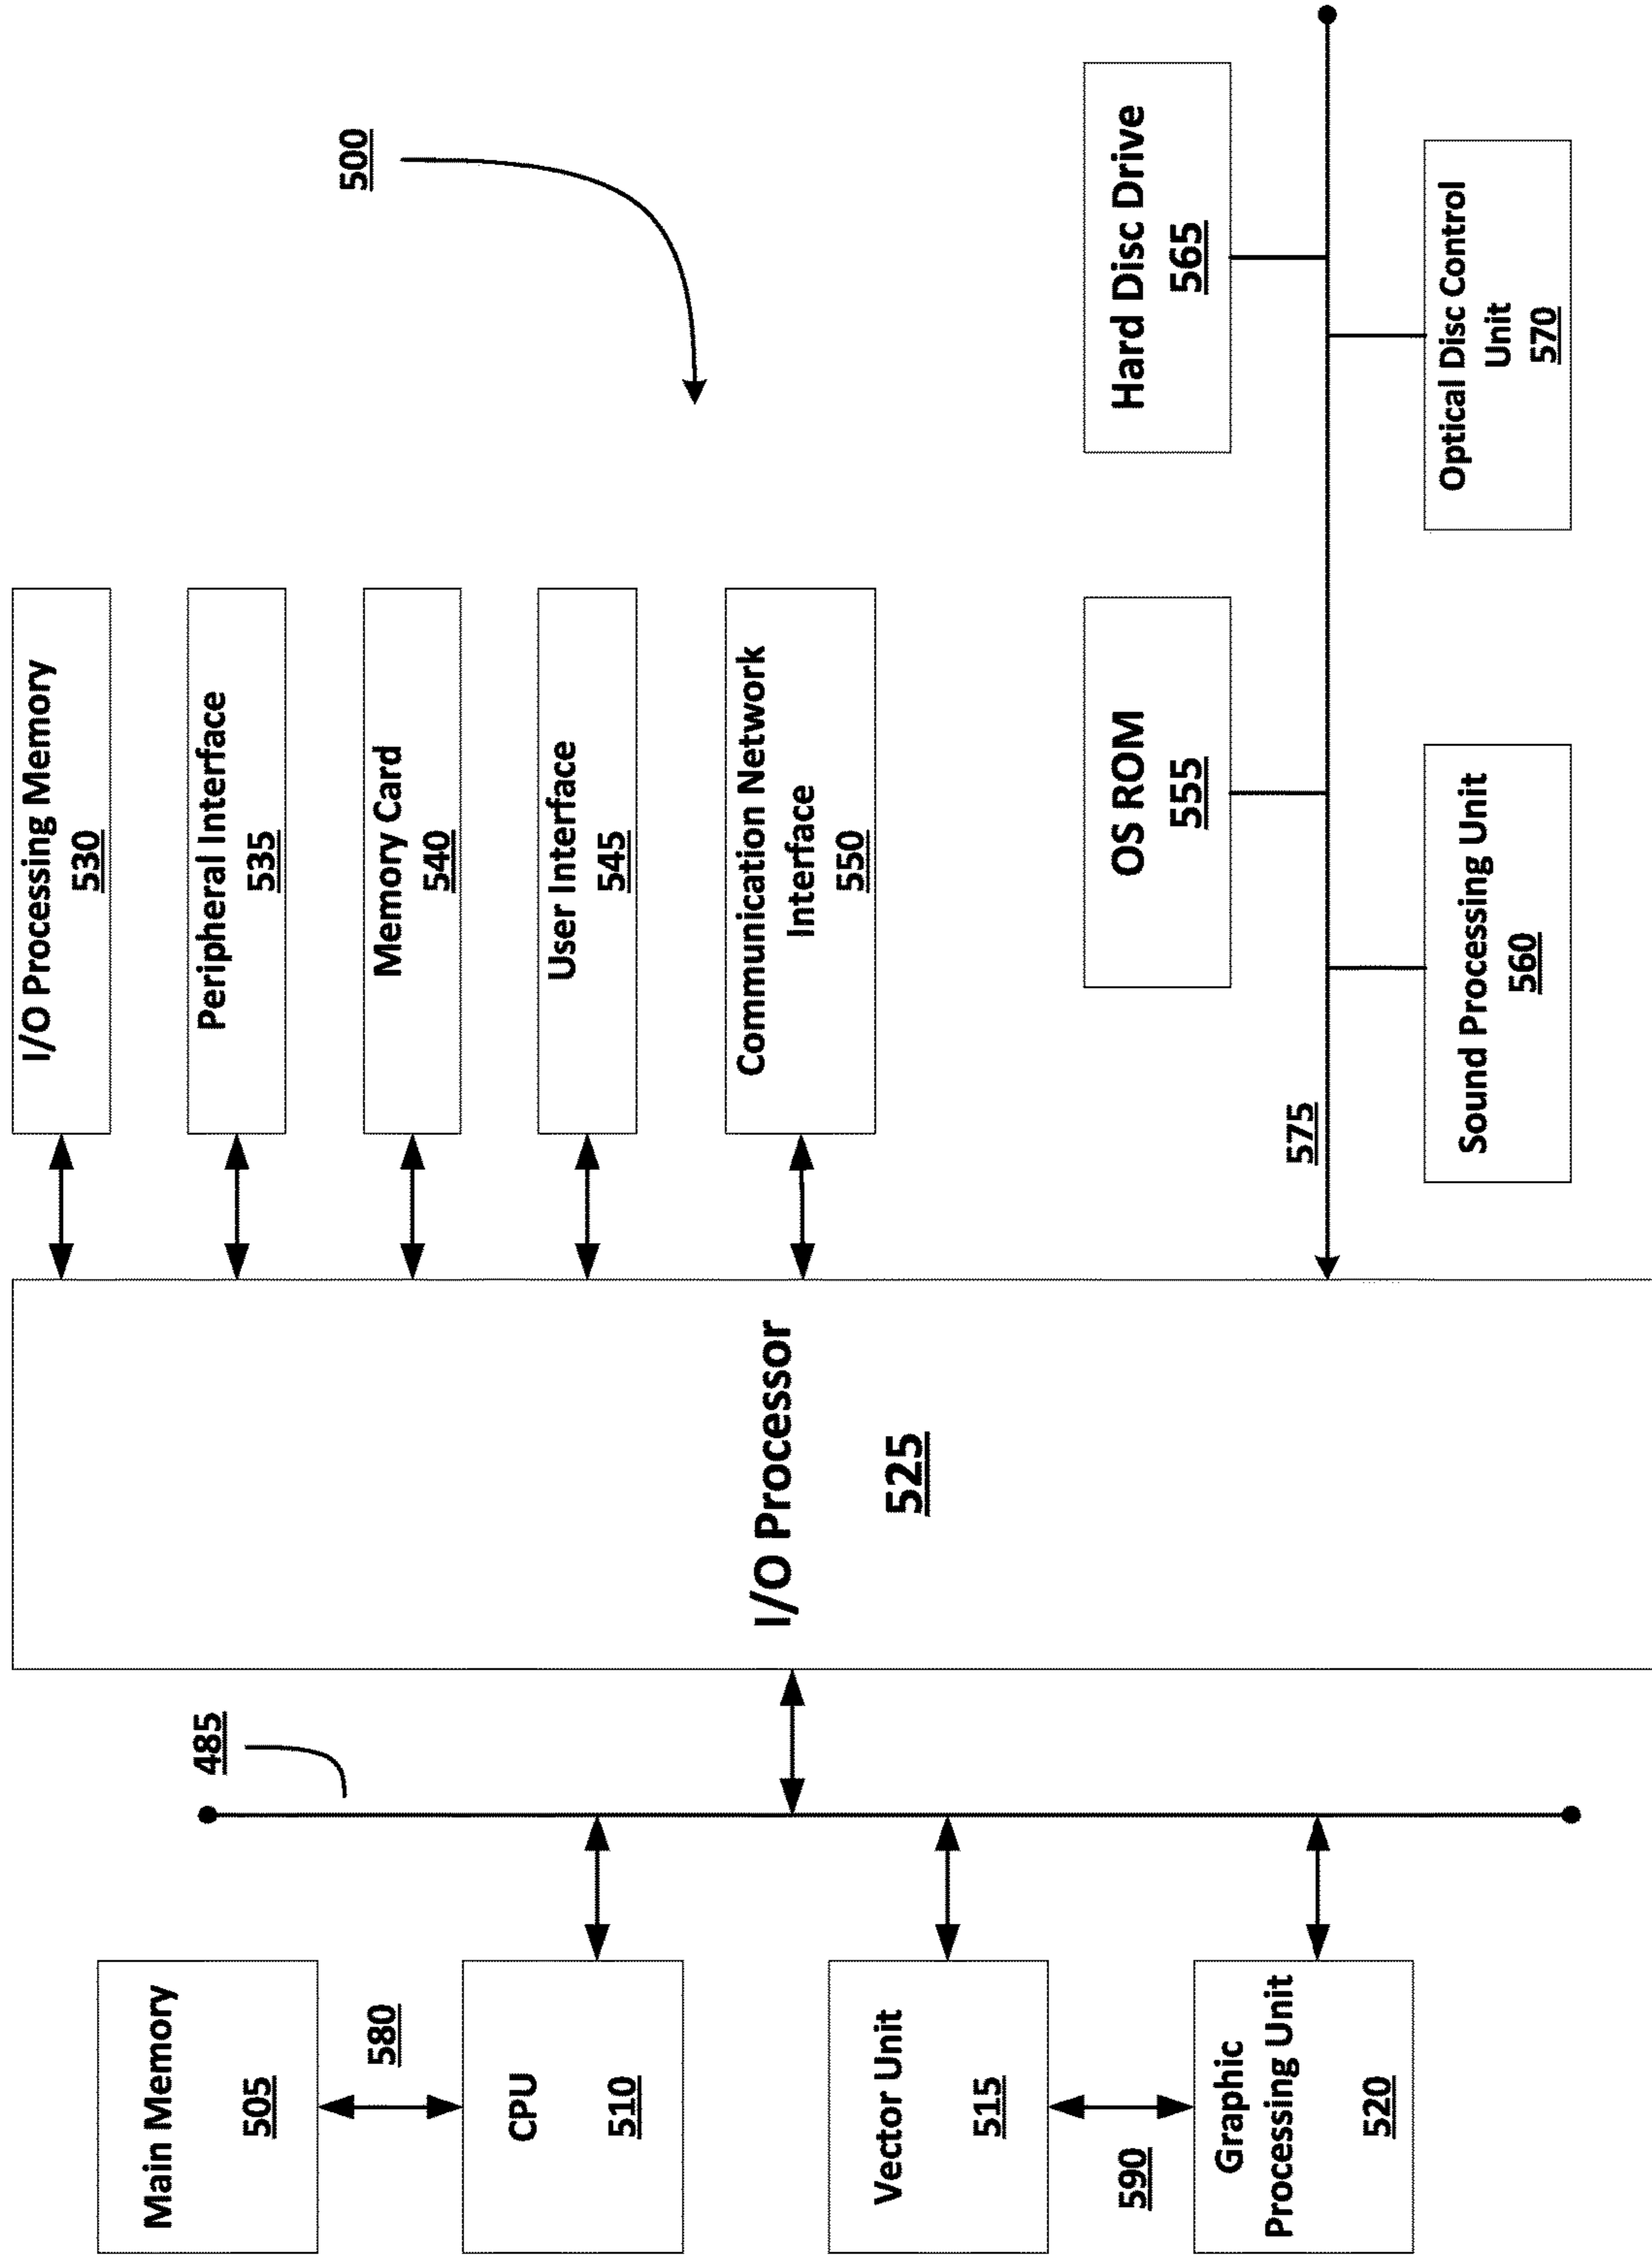 Main Memory
505
580
CPU
510
Vector Unit
515
590
Graphic
Processing Unit
520
485
I/O Processor
525
I/O Processing Memory
530
Peripheral Interface
535
Memory Card
540
User Interface
545
Communication Network
Interface
550
500
575
OS ROM
555
Hard Disc Drive
565
Sound Processing Unit
560
Optical Disc Control
Unit
570